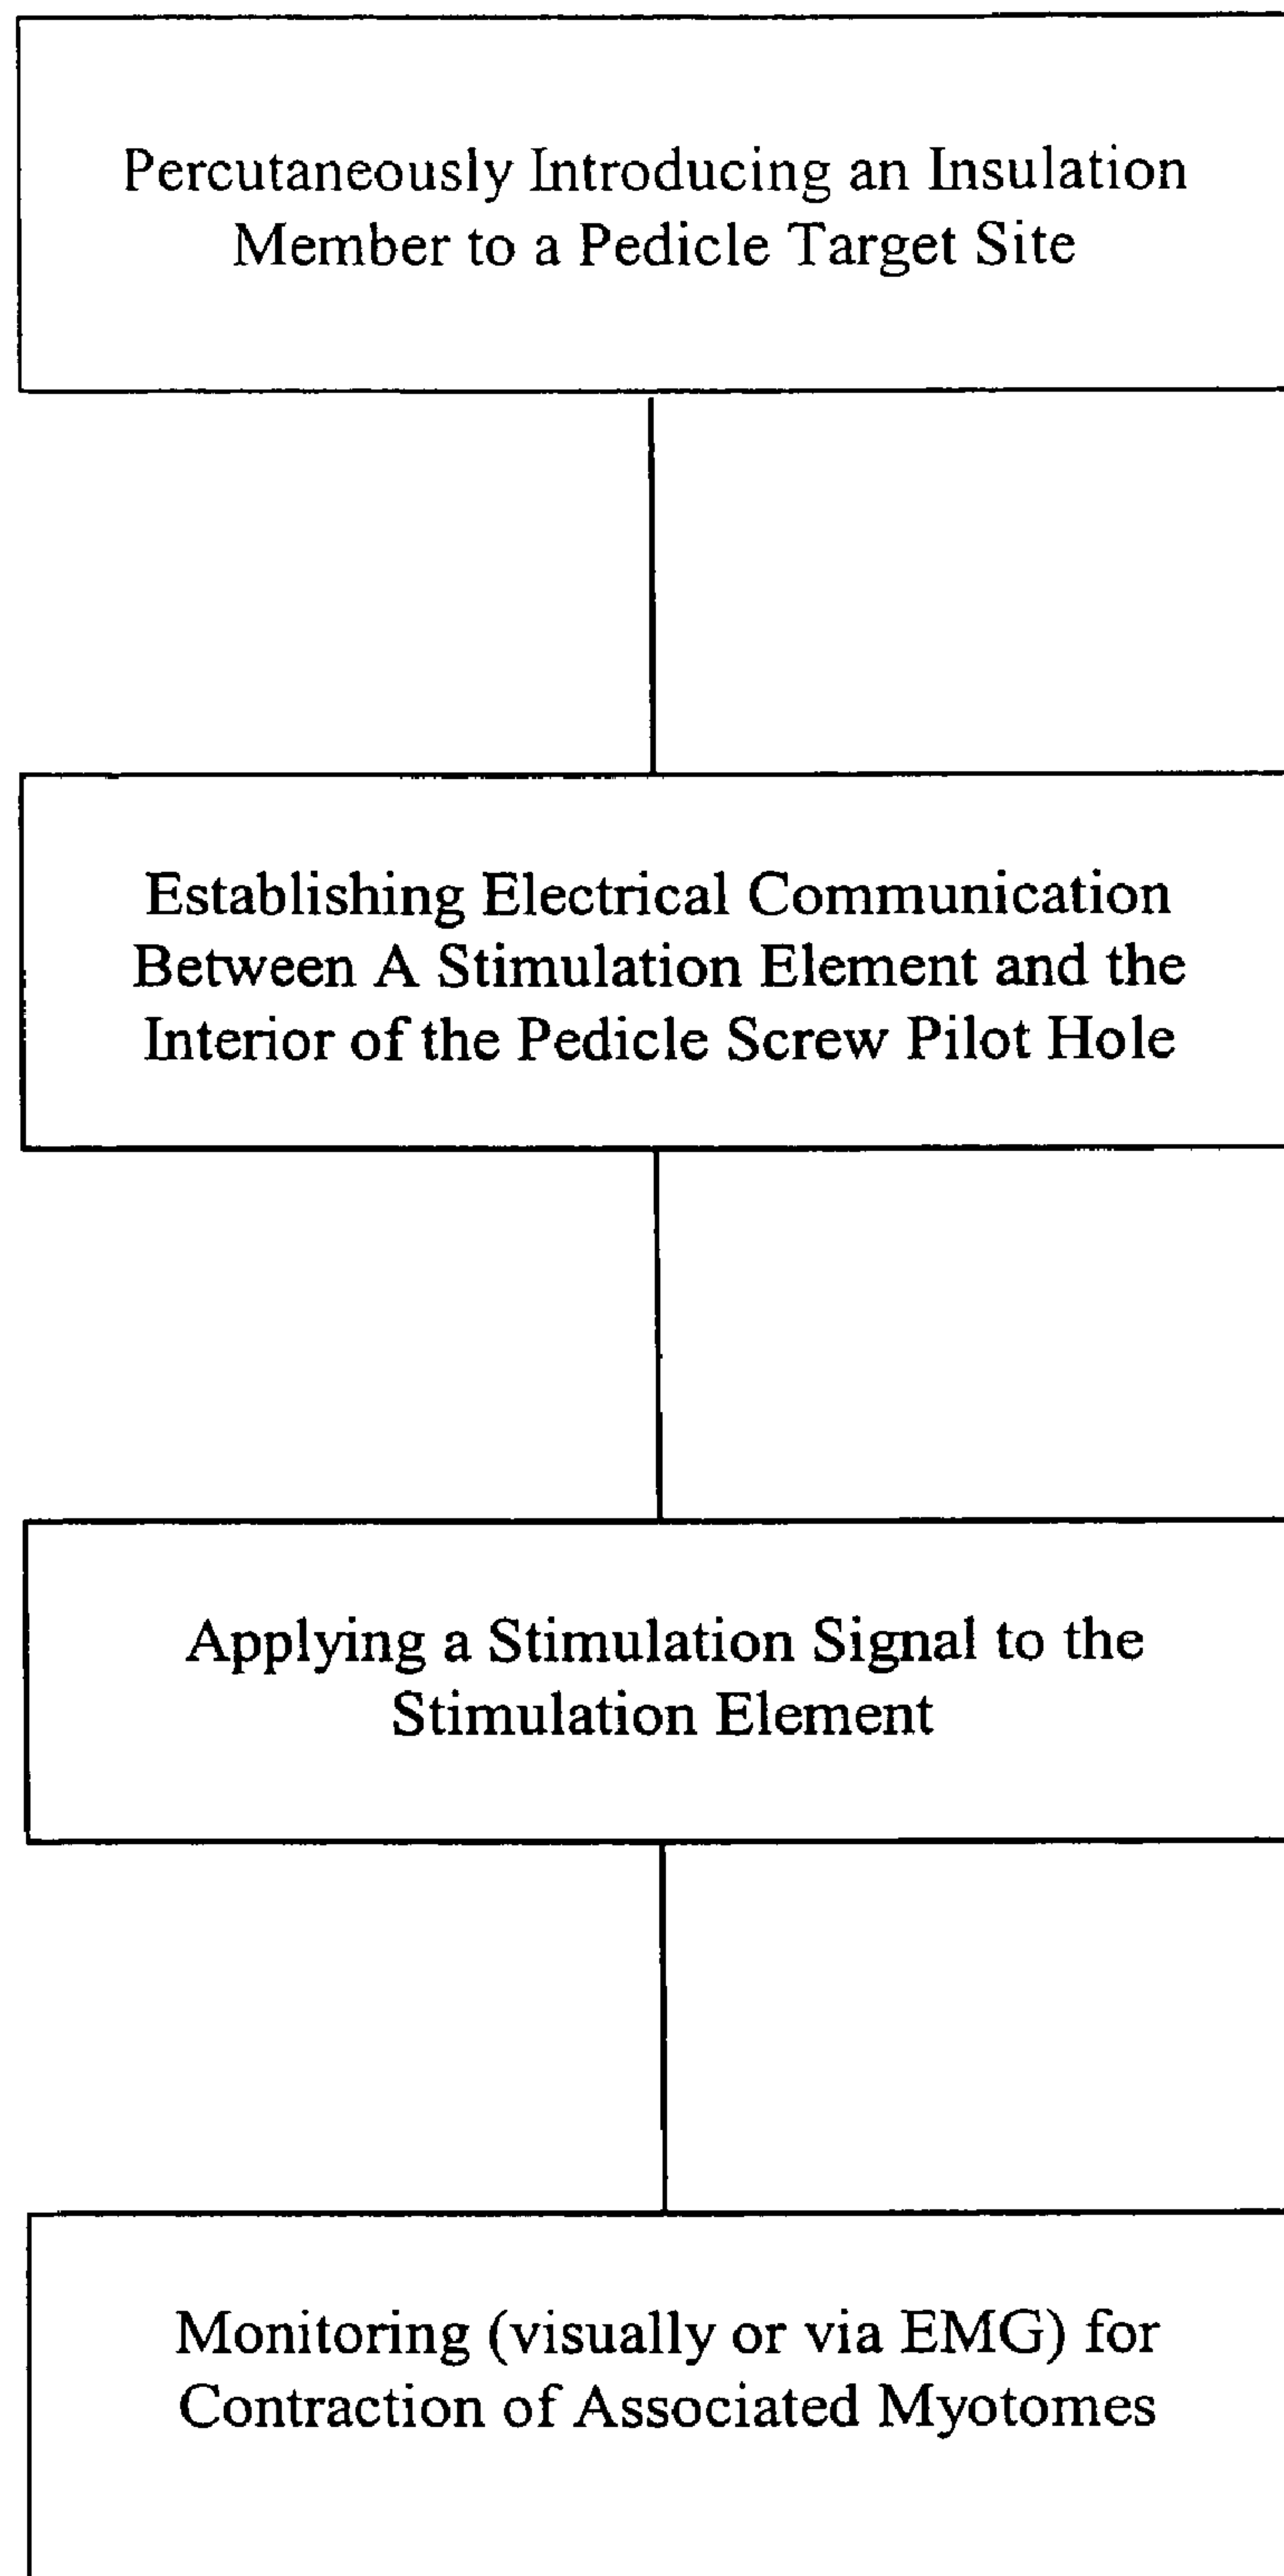 Percutaneously Introducing an Insulation
Member to a Pedicle Target Site
Establishing Electrical Communication
Between A Stimulation Element and the
Interior of the Pedicle Screw Pilot Hole
Applying a Stimulation Signal to the
Stimulation Element
Monitoring (visually or via EMG) for
Contraction of Associated Myotomes